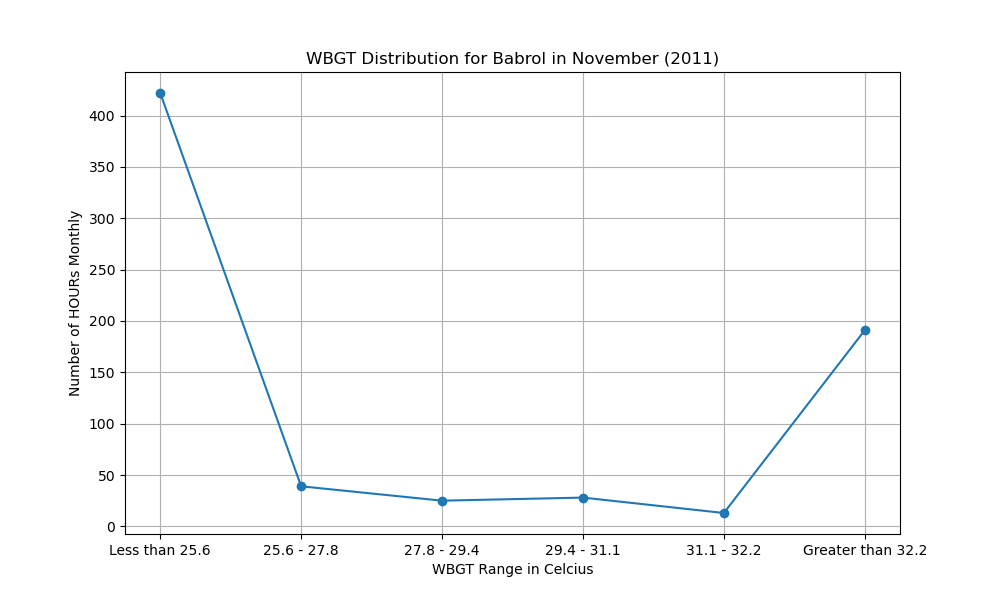 WBGT Distribution for Babrol in November (2011)
Number of HOURs Monthly
400
350
300
250
200
150
100
50
0
Less than 25.6
25.6 - 27.8
27.8 - 29.4
29.4 - 31.1
31.1 - 32.2
Greater than 32.2
WBGT Range in Celcius